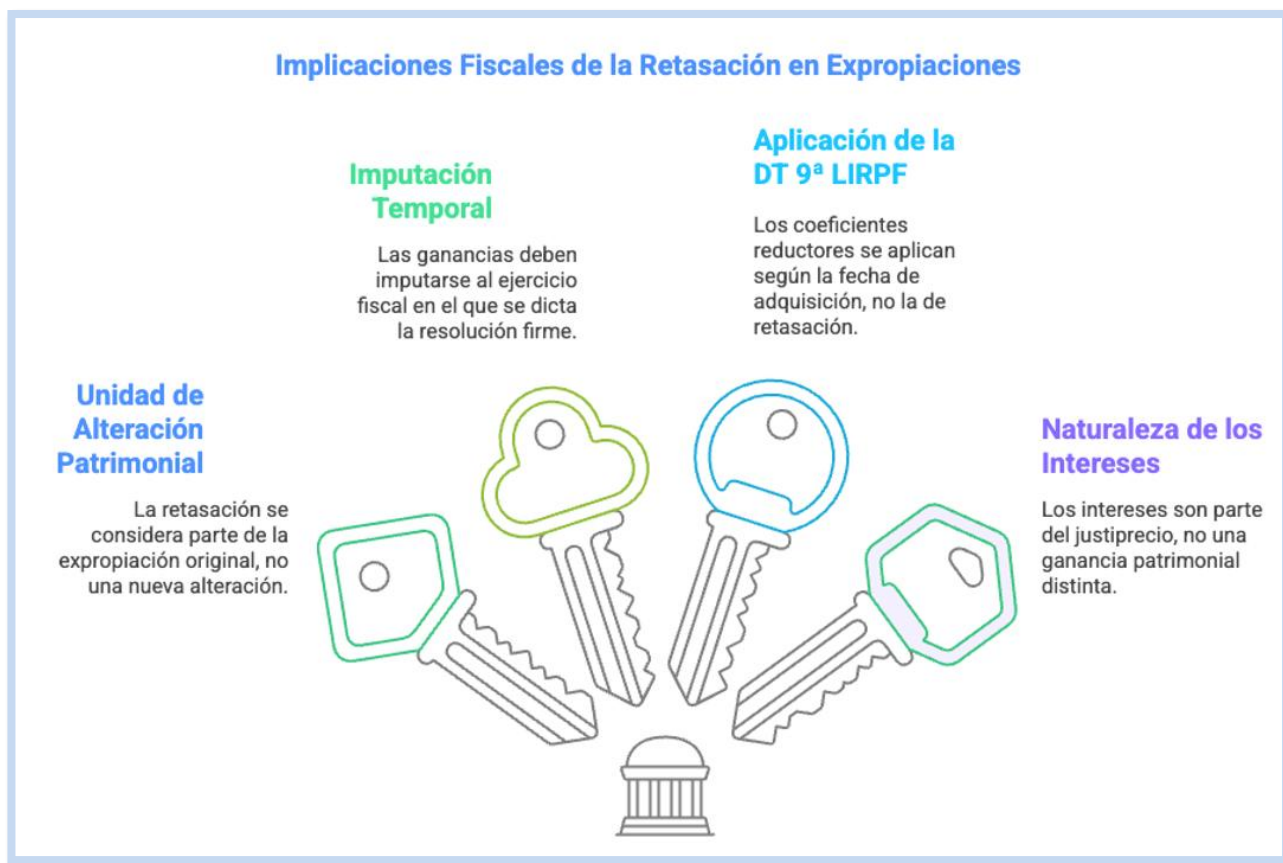 Implicaciones Fiscales de la Retasación en Expropiaciones
Unidad de
Alteración
Patrimonial
La retasación se
considera parte de la
expropiación original, no
una nueva alteración.
Imputación
Temporal
Las ganancias deben
imputarse al ejercicio
fiscal en el que se dicta
la resolución firme.
Aplicación de la
DT 9ª LIRPF
Los coeficientes
reductores se aplican
según la fecha de
adquisición, no la de
retasación.
Naturaleza de los
Intereses
Los intereses son parte
del justiprecio, no una
ganancia patrimonial
distinta.